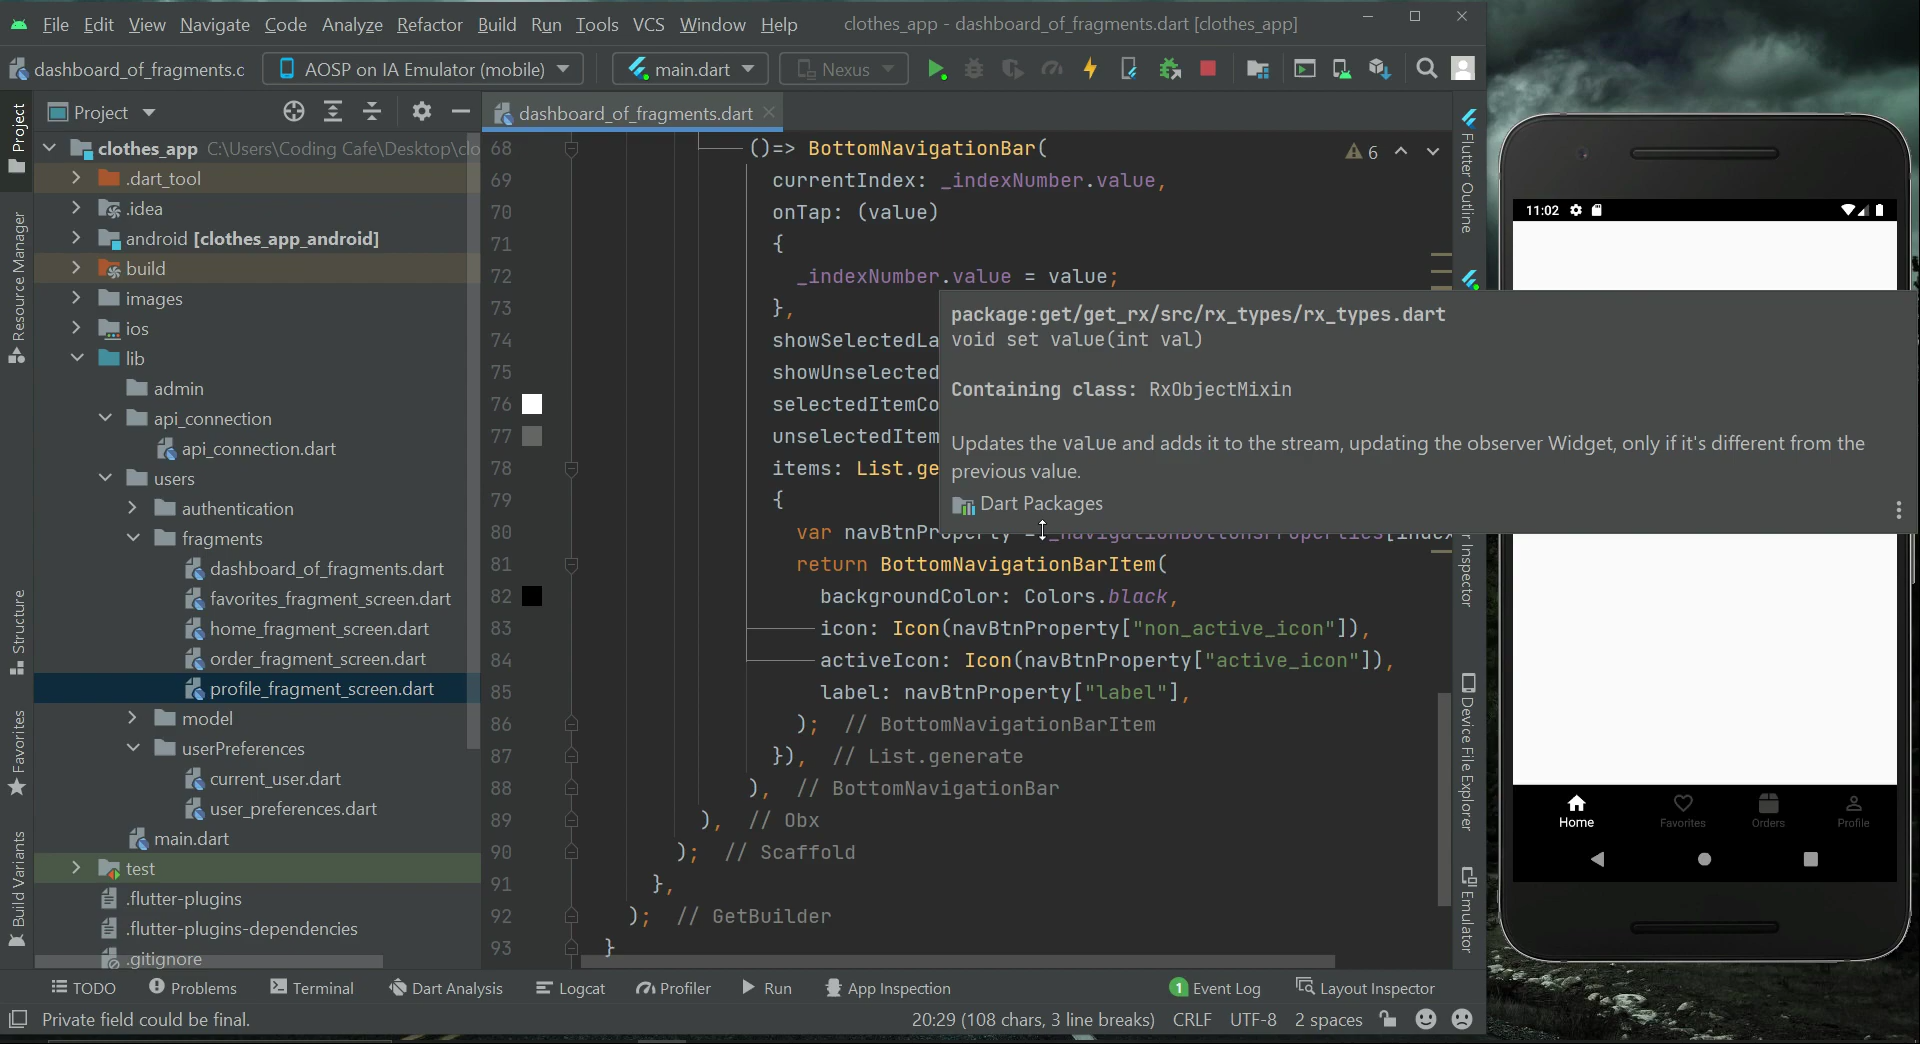 File Edit View Navigate Code Analyze Refactor Build Run Tools VCS Window Help clothes_app - dashboard_of_fragments.dart [clothes_app]
dashboard_of_fragments.c AOSP on IA Emulator (mobile) main.dart Nexus
Project
dashboard_of_fragments.dart
Project
Resource Manager
Structure
Favorites
Build Variants
clothes_app C:\Users\Coding Cafe\Desktop\clo
.dart_tool
.idea
android [clothes_app_android]
build
images
ios
lib
admin
api_connection
api_connection.dart
users
authentication
fragments
dashboard_of_fragments.dart
favorites_fragment_screen.dart
home_fragment_screen.dart
order_fragment_screen.dart
profile_fragment_screen.dart
model
userPreferences
current_user.dart
user_preferences.dart
main.dart
test
.flutter-plugins
.flutter-plugins-dependencies
.gitignore
68 ()=> BottomNavigationBar(
69 currentIndex: _indexNumber.value,
70 onTap: (value)
71 {
72 _indexNumber.value = value;
73 },
74 showSelectedLa
75 showUnselected
76 selectedItemCo
77 unselectedItem
78 items: List.ge
79 {
80 var navBtnProperty = _navigationButtonsProperties[index
81 return BottomNavigationBarItem(
82 backgroundColor: Colors.black,
83 icon: Icon(navBtnProperty["non_active_icon"]),
84 activeIcon: Icon(navBtnProperty["active_icon"]),
85 label: navBtnProperty["label"],
86 ); // BottomNavigationBarItem
87 }), // List.generate
88 ), // BottomNavigationBar
89 ), // Obx
90 ); // Scaffold
91 },
92 ); // GetBuilder
93 }
6
package:get/get_rx/src/rx_types/rx_types.dart
void set value(int val)
Containing class: RxObjectMixin
Updates the value and adds it to the stream, updating the observer Widget, only if it's different from the
previous value.
Dart Packages
Flutter Outline
Inspector
Device File Explorer
Emulator
11:02
Home Favorites Orders Profile
TODO Problems Terminal Dart Analysis Logcat Profiler Run App Inspection 1 Event Log Layout Inspector
Private field could be final. 20:29 (108 chars, 3 line breaks) CRLF UTF-8 2 spaces